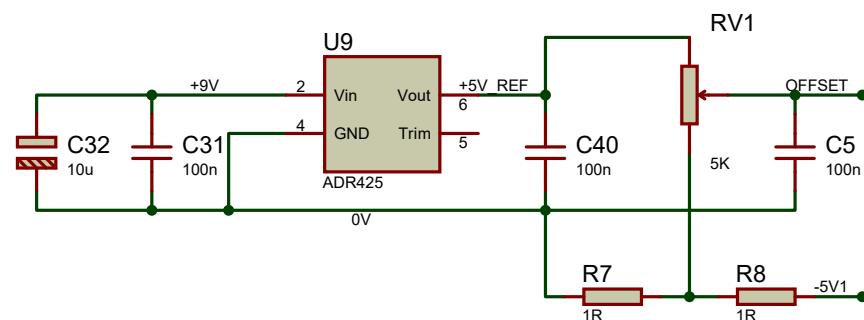 RV1
U9
+9V
2
Vin
Vout
6
+5V_REF
OFFSET
4
GND
Trim
5
C32
10u
C31
100n
C40
100n
5K
C5
100n
ADR425
0V
R7
1R
R8
1R
-5V1